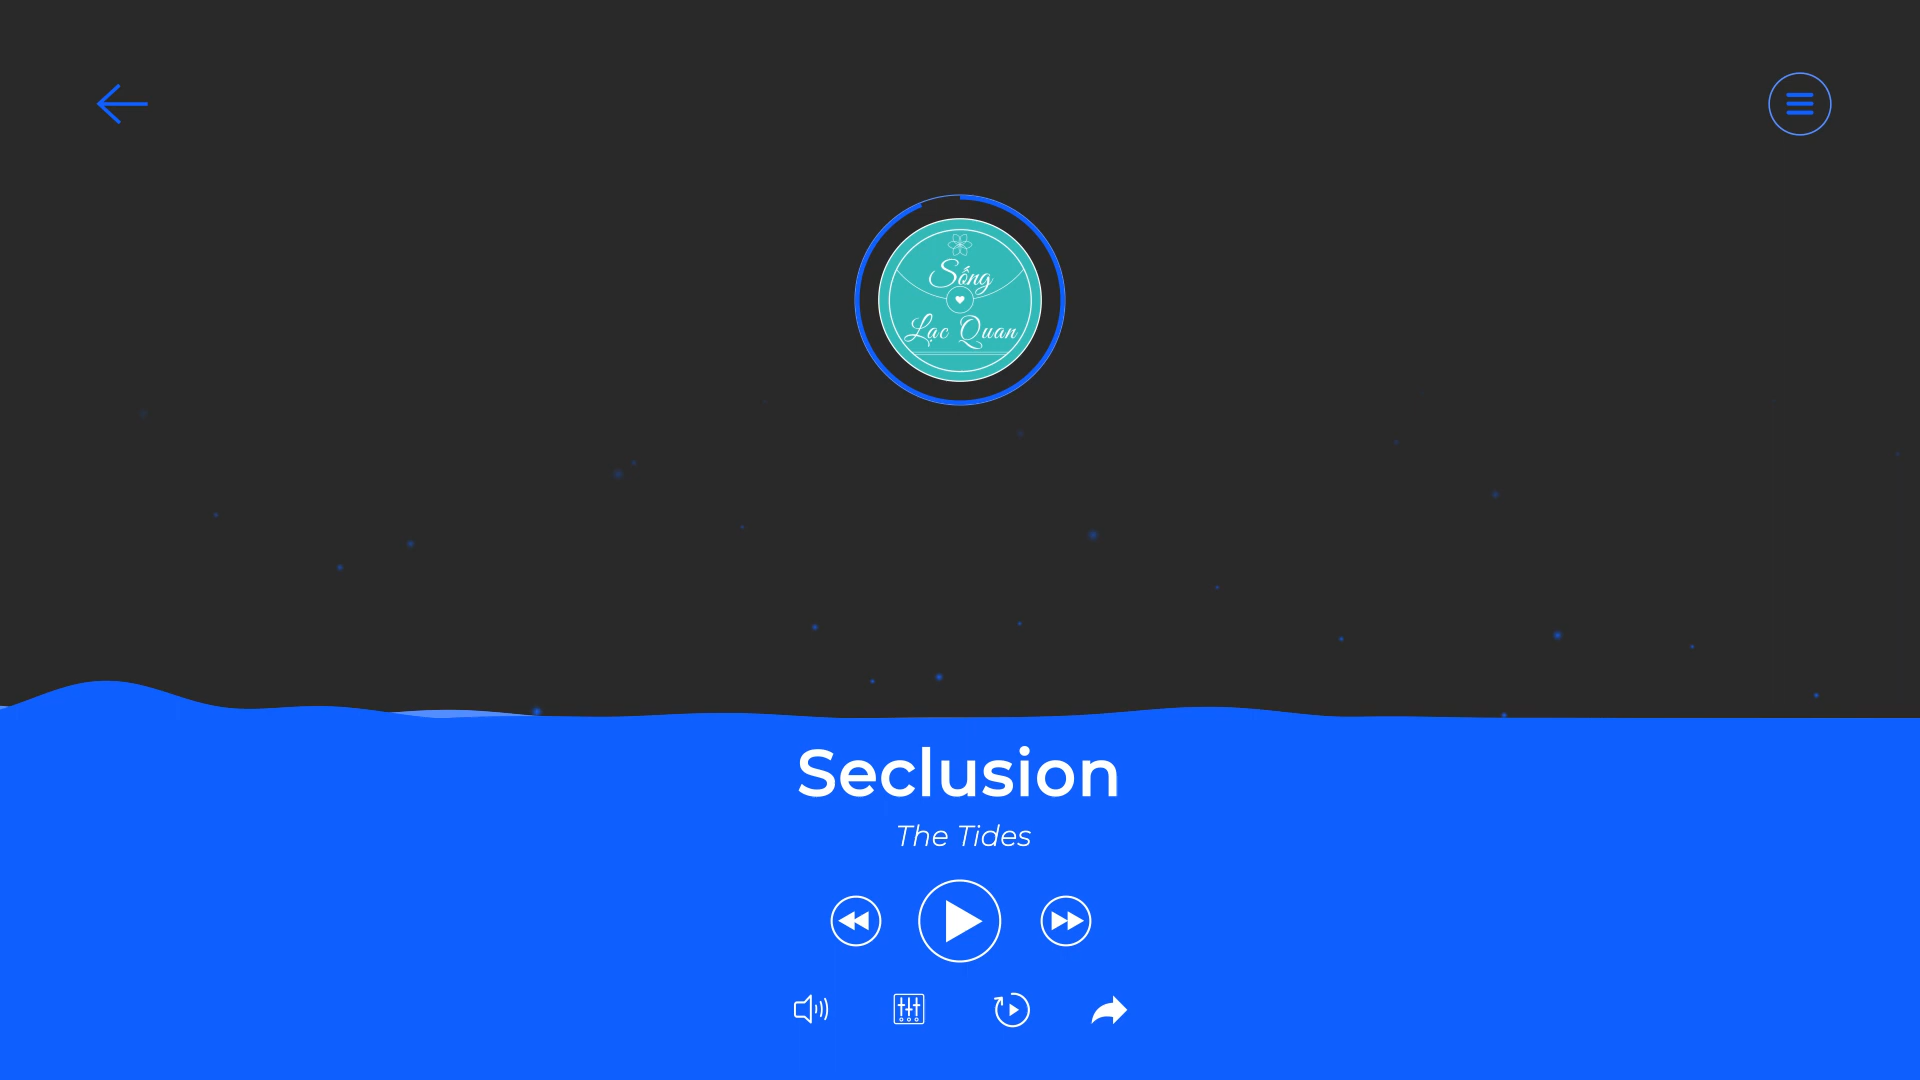 Sống
Lạc Quan
Seclusion
The Tides